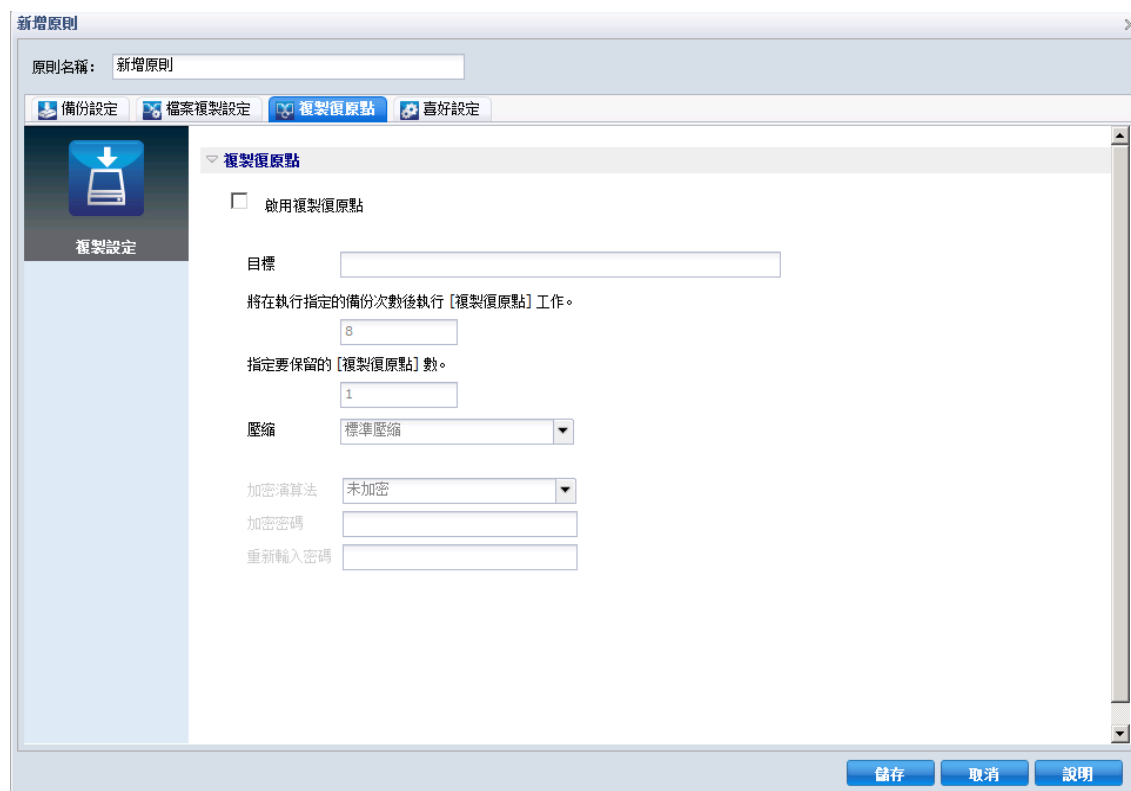 新增原則
原則名稱： 新增原則
備份設定 檔案複製設定 複製復原點 喜好設定
複製設定
複製復原點
啟用複製復原點
目標
將在執行指定的備份次數後執行 [複製復原點] 工作。
8
指定要保留的 [複製復原點] 數。
1
壓縮 標準壓縮
加密演算法 未加密
加密密碼
重新輸入密碼
儲存 取消 說明